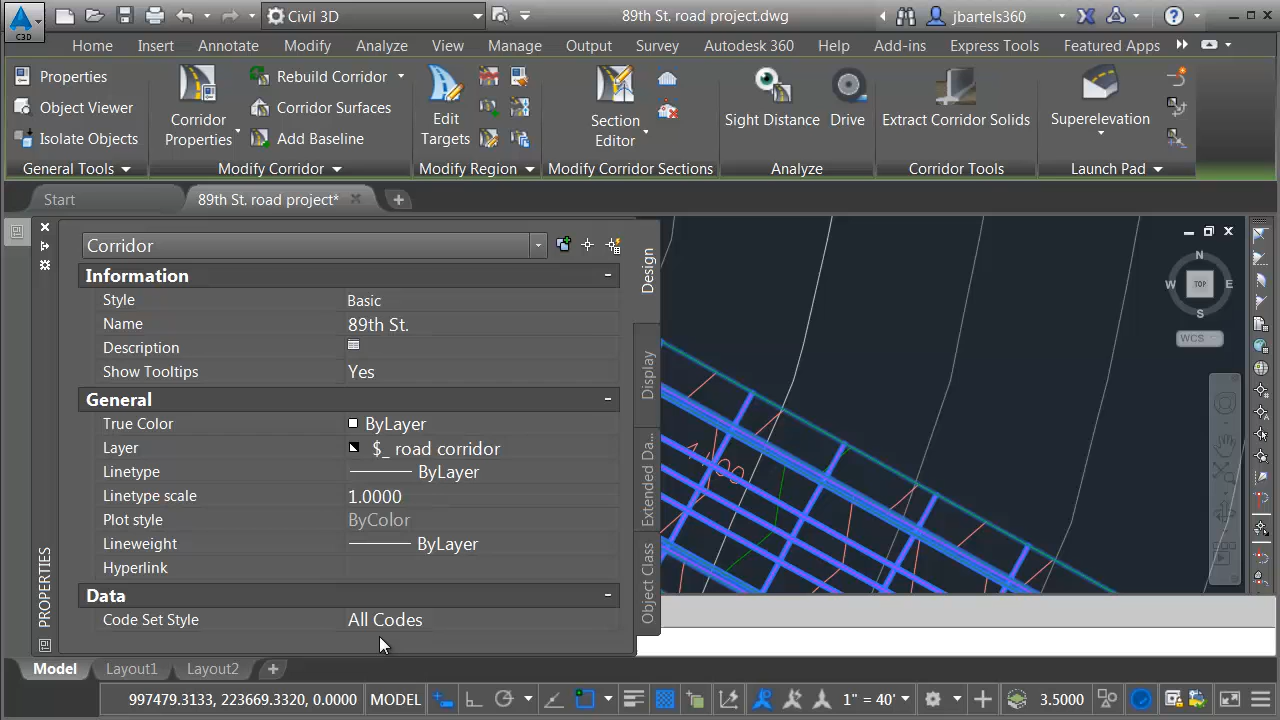 Civil 3D
89th St. road project.dwg
jbartels360
C3D
Home Insert Annotate Modify Analyze View Manage Output Survey Autodesk 360 Help Add-ins Express Tools Featured Apps
Properties
Object Viewer
Isolate Objects
General Tools
Corridor Properties
Rebuild Corridor
Corridor Surfaces
Add Baseline
Modify Corridor
Edit Targets
Modify Region
Section Editor
Modify Corridor Sections
Sight Distance Drive
Analyze
Extract Corridor Solids
Corridor Tools
Superelevation
Launch Pad
Start 89th St. road project*
Corridor
Information
Style Basic
Name 89th St.
Description
Show Tooltips Yes
General
True Color ByLayer
Layer $_ road corridor
Linetype ByLayer
Linetype scale 1.0000
Plot style ByColor
Lineweight ByLayer
Hyperlink
Data
Code Set Style All Codes
PROPERTIES
Design
Display
Extended Da...
Object Class
N
W TOP E
S
WCS
Model Layout1 Layout2
997479.3133, 223669.3320, 0.0000 MODEL 1" = 40' 3.5000